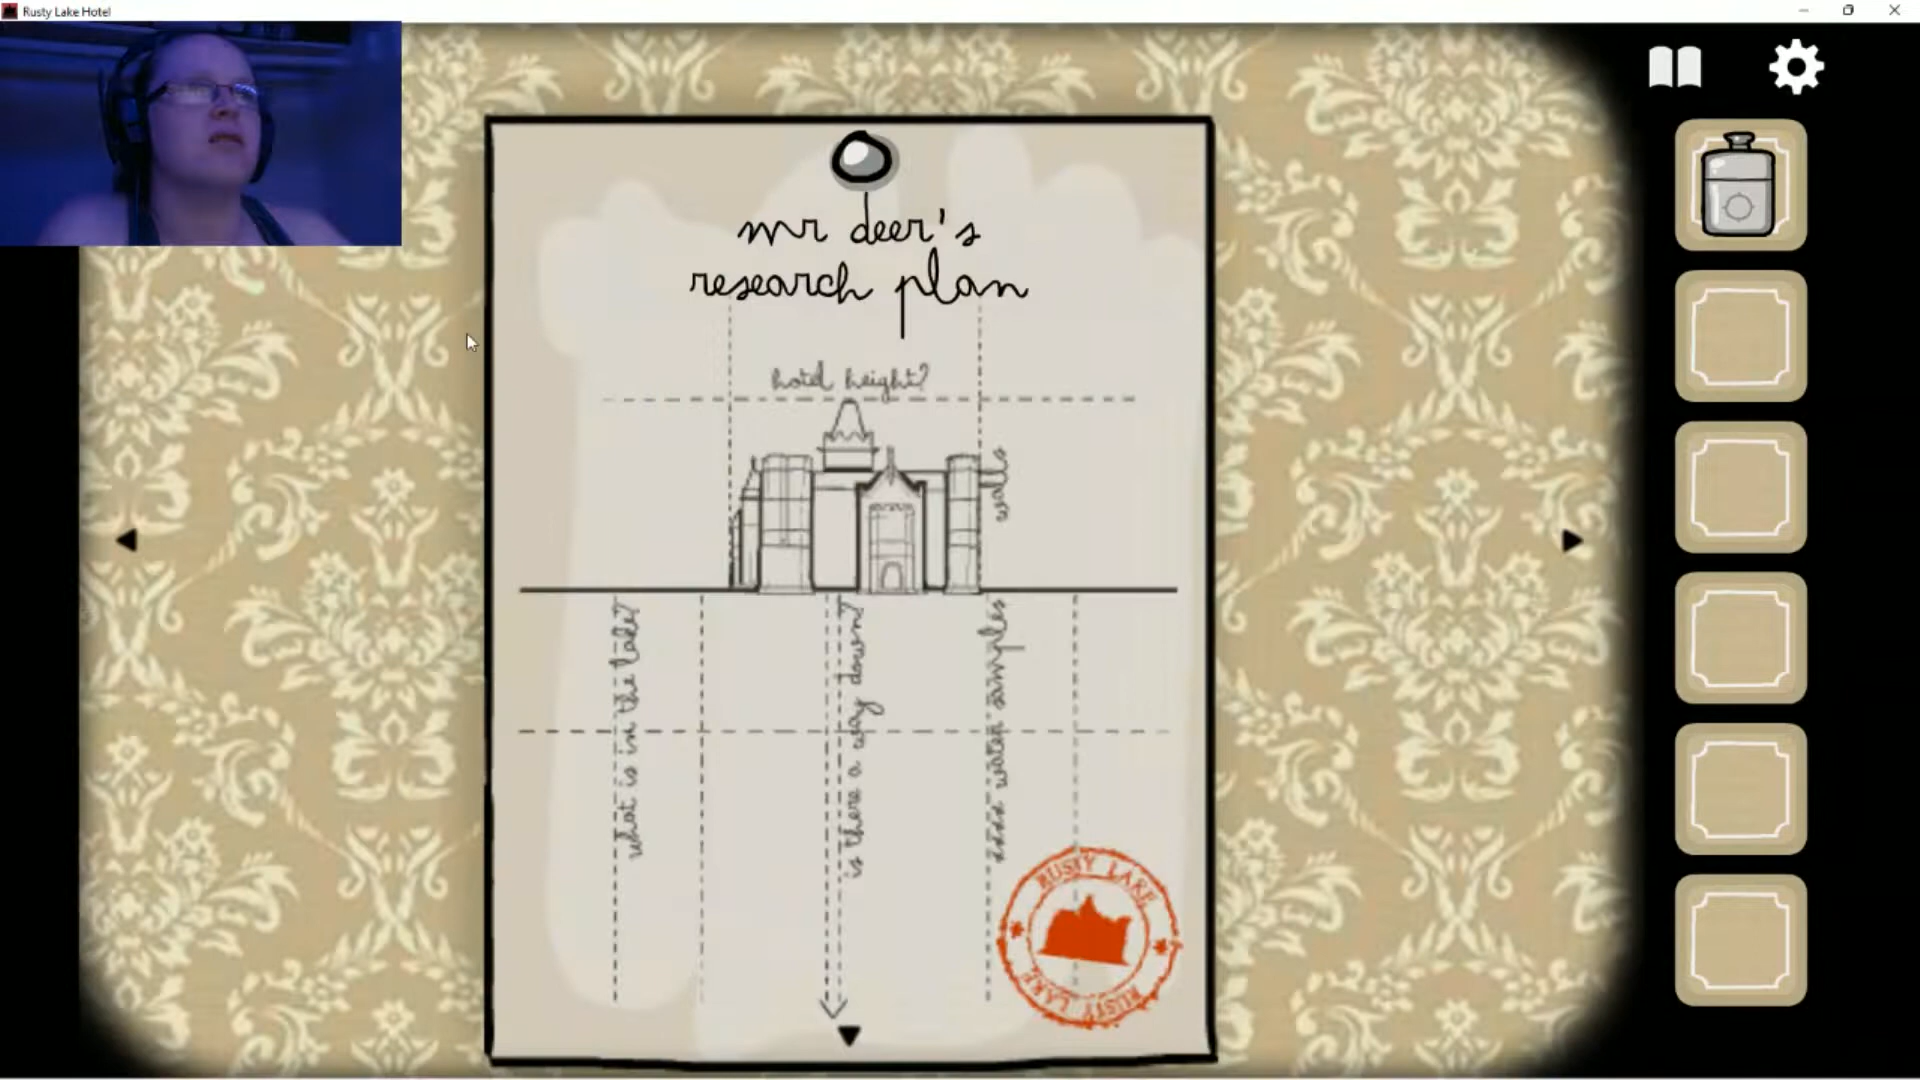 Rusty Lake Hotel
mr deer's
research plan
hotel height?
walls
what is in the lake?
is there a way down?
xxxx water samples
RUSTY LAKE
RUSTY LAKE